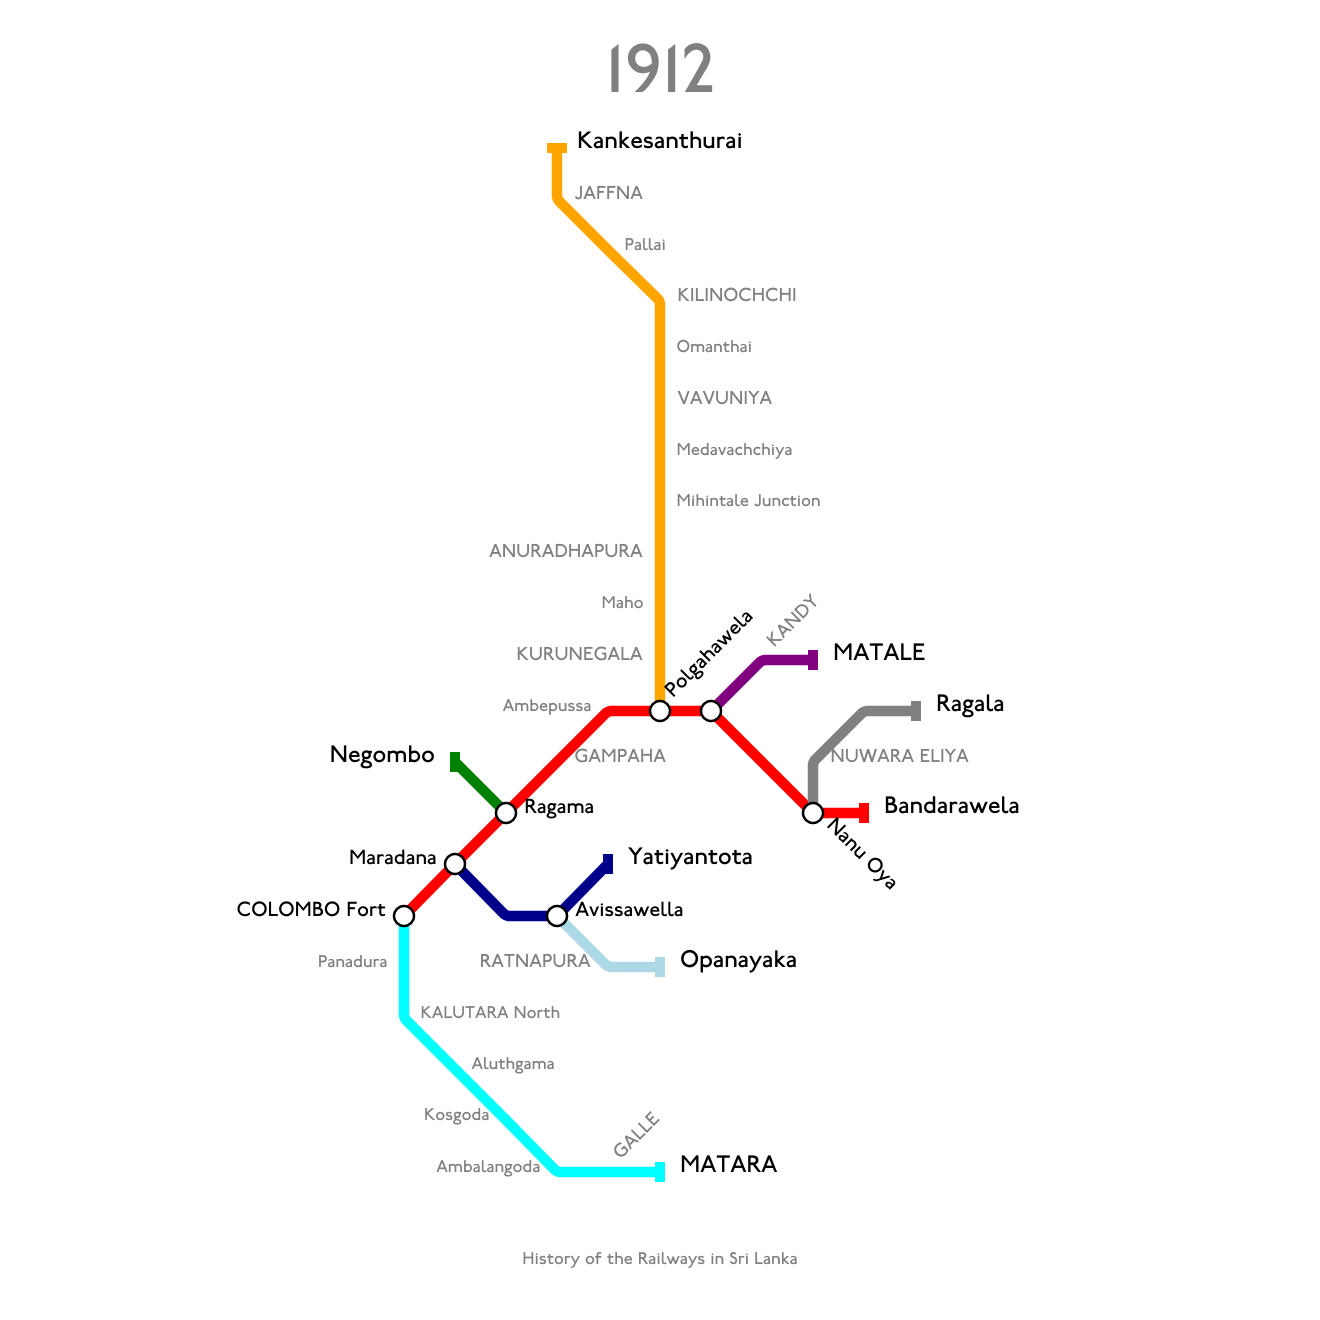 1912
Kankesanthurai
JAFFNA
Pallai
KILINOCHCHI
Omanthai
VAVUNIYA
Medavachchiya
Mihintale Junction
ANURADHAPURA
Maho
KURUNEGALA
Polgahawela
KANDY
MATALE
Ambepussa
Ragala
GAMPAHA
NUWARA ELIYA
Negombo
Ragama
Bandarawela
Nanu Oya
Maradana
Yatiyantota
COLOMBO Fort
Avissawella
Panadura
RATNAPURA
Opanayaka
KALUTARA North
Aluthgama
Kosgoda
GALLE
Ambalangoda
MATARA
History of the Railways in Sri Lanka